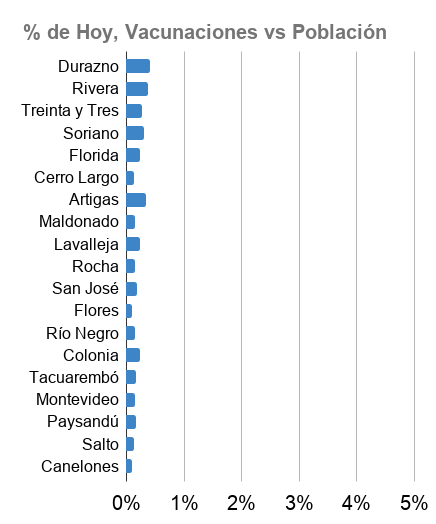 % de Hoy, Vacunaciones vs Población
Durazno
Rivera
Treinta y Tres
Soriano
Florida
Cerro Largo
Artigas
Maldonado
Lavalleja
Rocha
San José
Flores
Río Negro
Colonia
Tacuarembó
Montevideo
Paysandú
Salto
Canelones
0% 1% 2% 3% 4% 5%